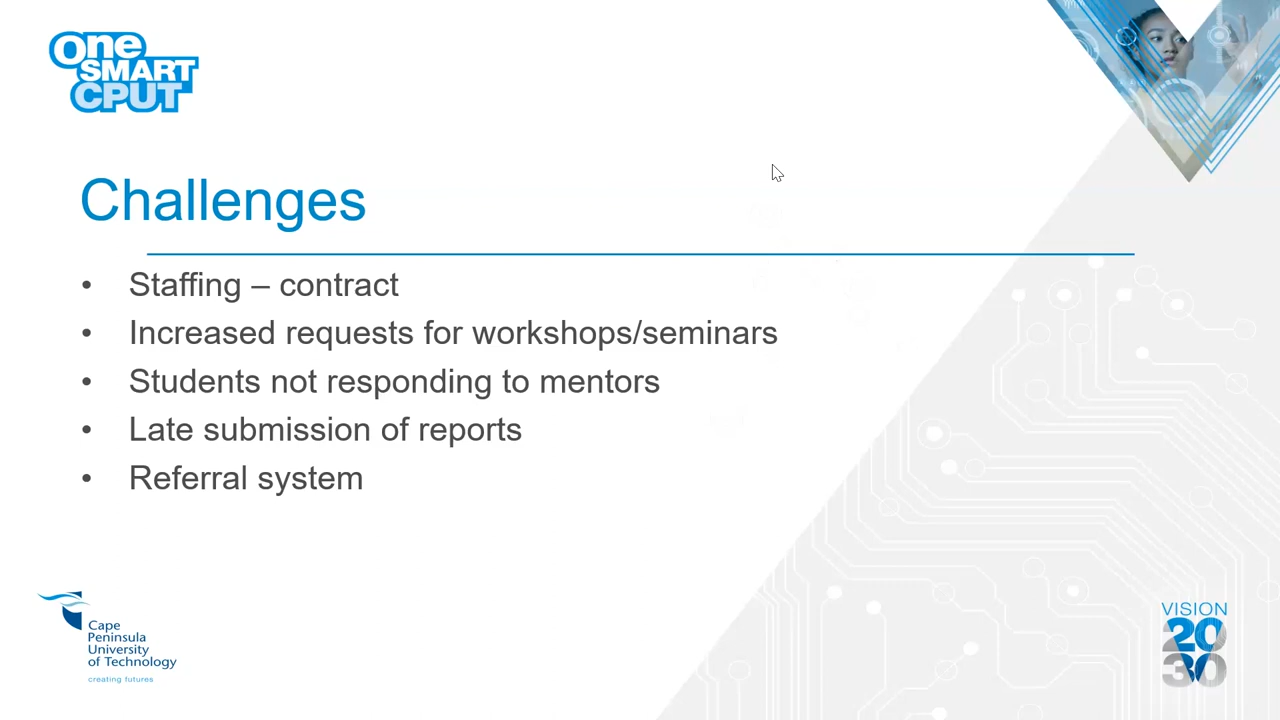 One
SMART
CPUT
Challenges
• Staffing – contract
• Increased requests for workshops/seminars
• Students not responding to mentors
• Late submission of reports
• Referral system
Cape
Peninsula
University
of Technology
creating futures
VISION
20
30